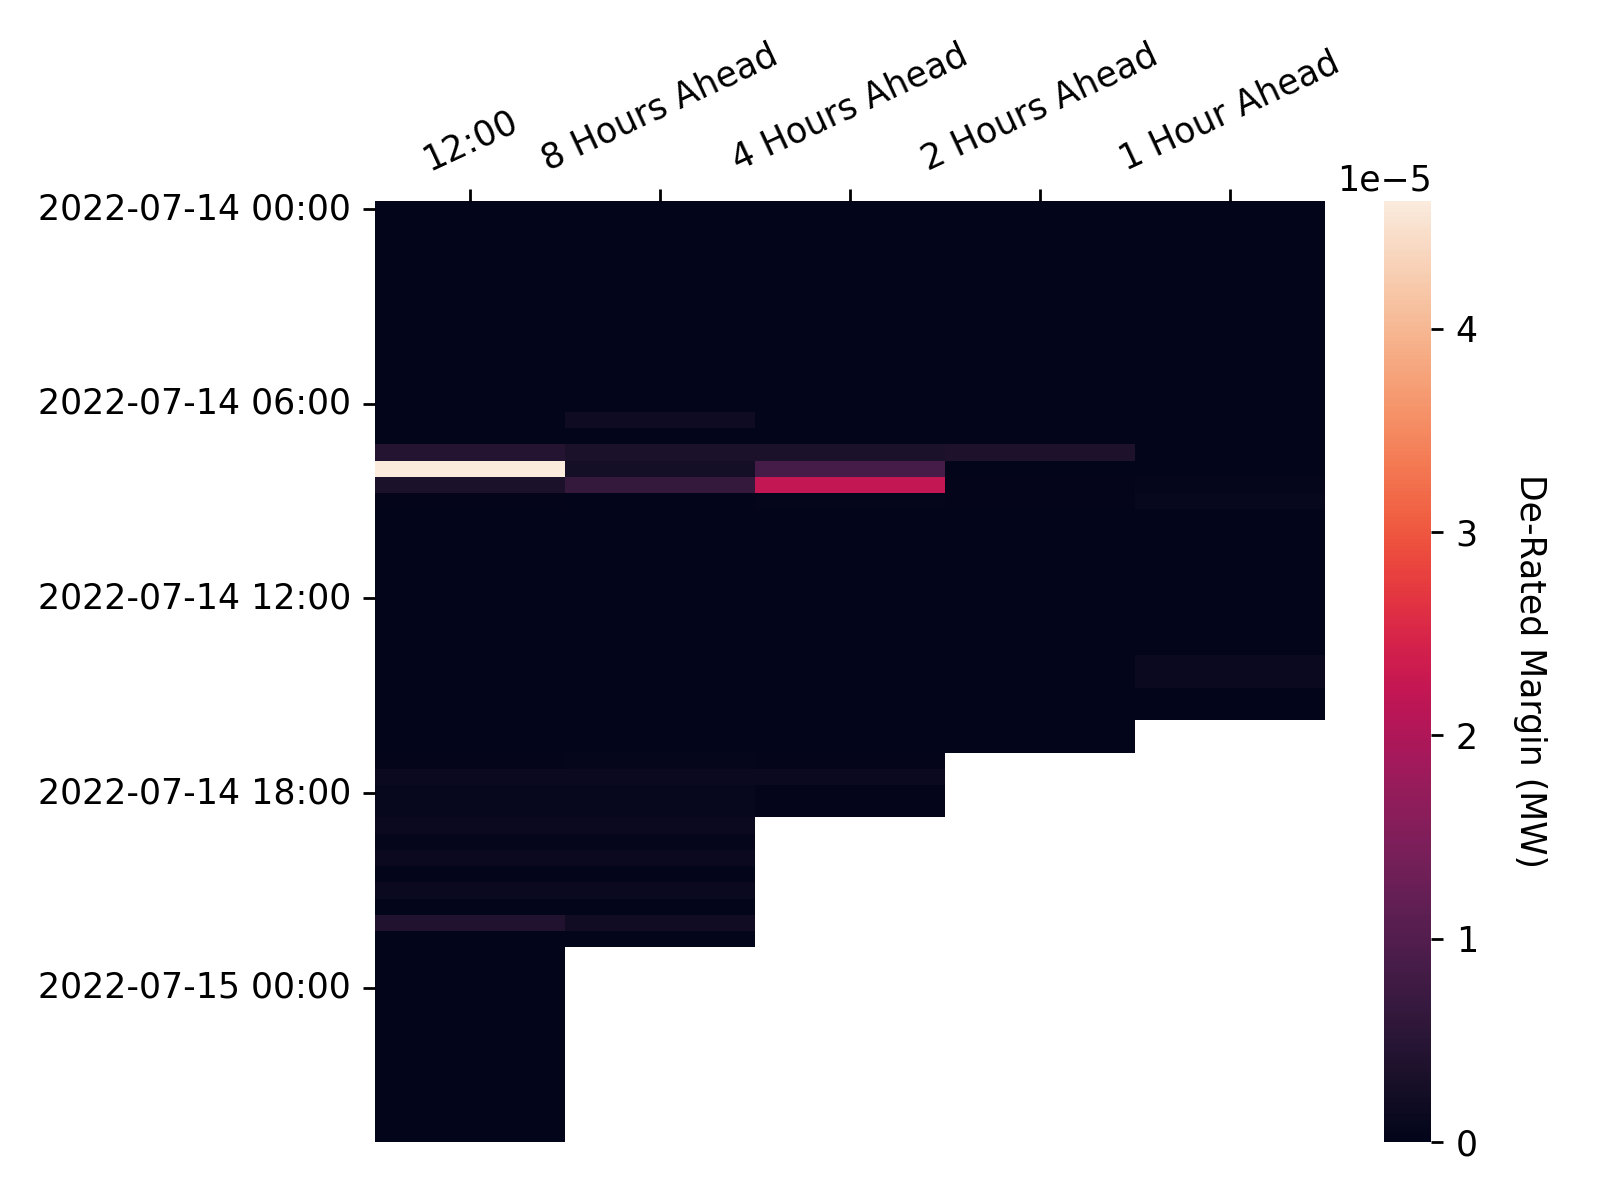 12:00
8 Hours Ahead
4 Hours Ahead
2 Hours Ahead
1 Hour Ahead
1e−5
2022-07-14 00:00
2022-07-14 06:00
2022-07-14 12:00
2022-07-14 18:00
2022-07-15 00:00
4
3
2
1
0
De-Rated Margin (MW)